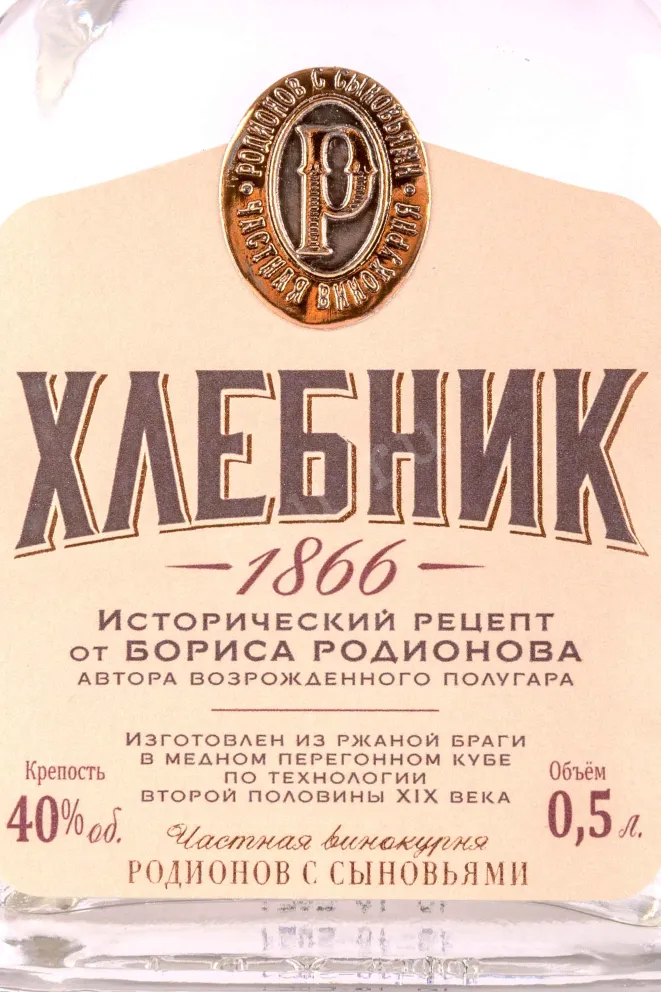 РОДИОНОВ С СЫНОВЬЯМИ
Р
ЧАСТНАЯ ВИНОКУРНЯ
ХЛЕБНИК
1866
ИСТОРИЧЕСКИЙ РЕЦЕПТ
ОТ БОРИСА РОДИОНОВА
АВТОРА ВОЗРОЖДЕННОГО ПОЛУГАРА
ИЗГОТОВЛЕН ИЗ РЖАНОЙ БРАГИ
В МЕДНОМ ПЕРЕГОННОМ КУБЕ
ПО ТЕХНОЛОГИИ
ВТОРОЙ ПОЛОВИНЫ XIX ВЕКА
Крепость
40% об.
Объём
0,5 л.
Частная винокурня
РОДИОНОВ С СЫНОВЬЯМИ